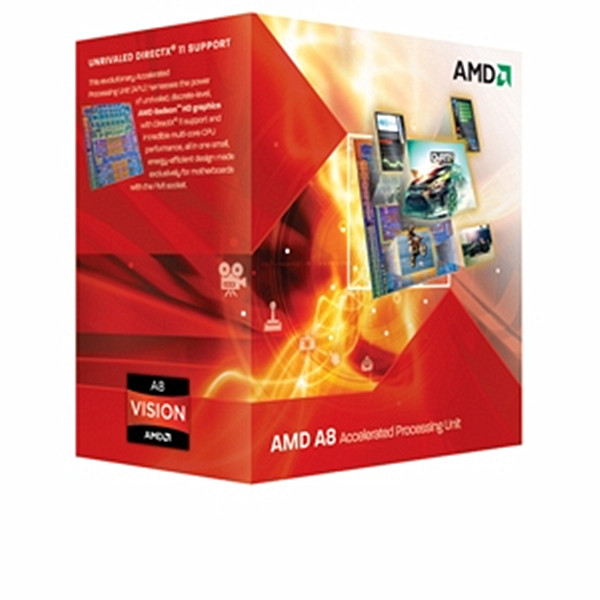 UNRIVALED DIRECTX® 11 SUPPORT
This revolutionary Accelerated
Processing Unit (APU) harnesses the power
of unrivaled, discrete-level,
AMD Radeon™ HD graphics
with DirectX® 11 support and
incredible multi-core CPU
performance, all in one small,
energy-efficient design made
exclusively for motherboards
with the FM1 socket.
A8
VISION
AMD
AMD
AMD A8 Accelerated Processing Unit